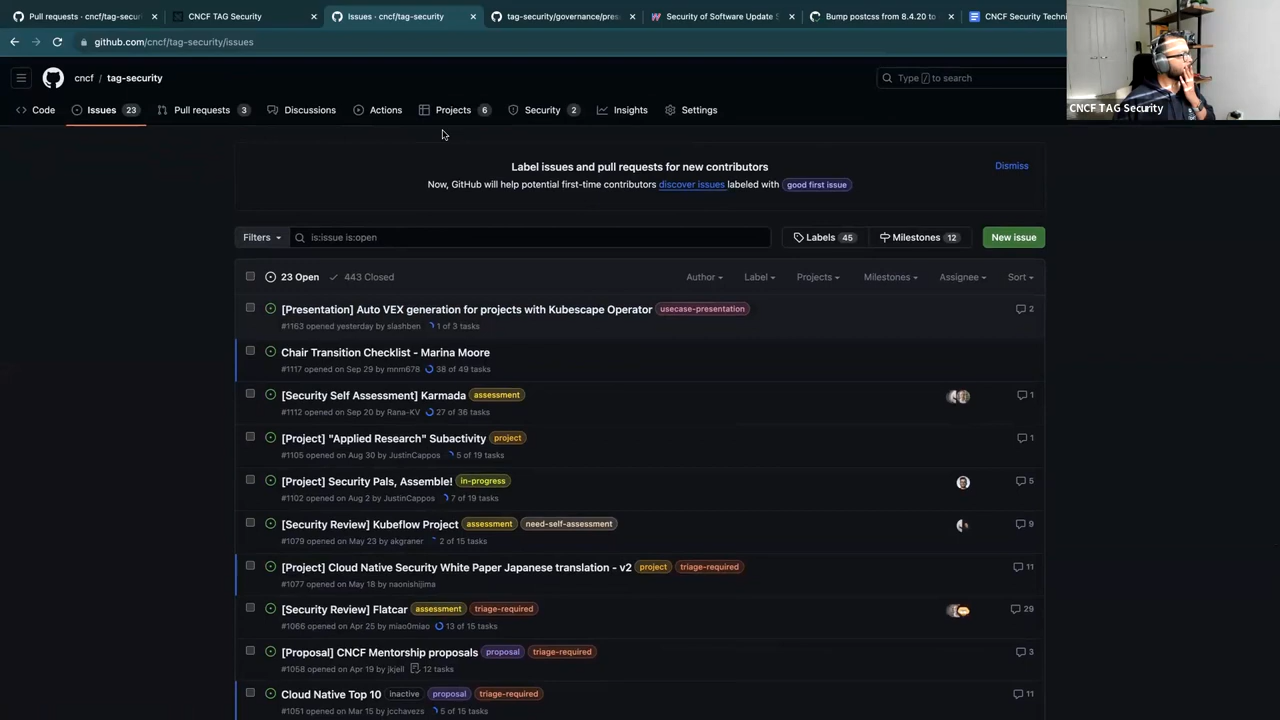 Pull requests · cncf/tag-security
CNCF TAG Security
Issues · cncf/tag-security
tag-security/governance/pres
Security of Software Update S
Bump postcss from 8.4.20 to
CNCF Security Techni
github.com/cncf/tag-security/issues
CNCF TAG Security
cncf / tag-security
Type / to search
Code
Issues 23
Pull requests 3
Discussions
Actions
Projects 6
Security 2
Insights
Settings
Label issues and pull requests for new contributors
Dismiss
Now, GitHub will help potential first-time contributors discover issues labeled with good first issue
Filters
is:issue is:open
Labels 45
Milestones 12
New issue
23 Open
443 Closed
Author
Label
Projects
Milestones
Assignee
Sort
[Presentation] Auto VEX generation for projects with Kubescape Operator usecase-presentation 2
#1163 opened yesterday by slashben 1 of 3 tasks
Chair Transition Checklist - Marina Moore
#1117 opened on Sep 29 by mnm678 38 of 49 tasks
[Security Self Assessment] Karmada assessment 1
#1112 opened on Sep 20 by Rana-KV 27 of 36 tasks
[Project] "Applied Research" Subactivity project 1
#1105 opened on Aug 30 by JustinCappos 5 of 19 tasks
[Project] Security Pals, Assemble! in-progress 5
#1102 opened on Aug 2 by JustinCappos 7 of 19 tasks
[Security Review] Kubeflow Project assessment need-self-assessment 9
#1079 opened on May 23 by akgraner 2 of 15 tasks
[Project] Cloud Native Security White Paper Japanese translation - v2 project triage-required 11
#1077 opened on May 18 by naonishijima
[Security Review] Flatcar assessment triage-required 29
#1066 opened on Apr 25 by miao0miao 13 of 15 tasks
[Proposal] CNCF Mentorship proposals proposal triage-required 3
#1058 opened on Apr 19 by jkjell 12 tasks
Cloud Native Top 10 inactive proposal triage-required 11
#1051 opened on Mar 15 by jcchavezs 5 of 15 tasks